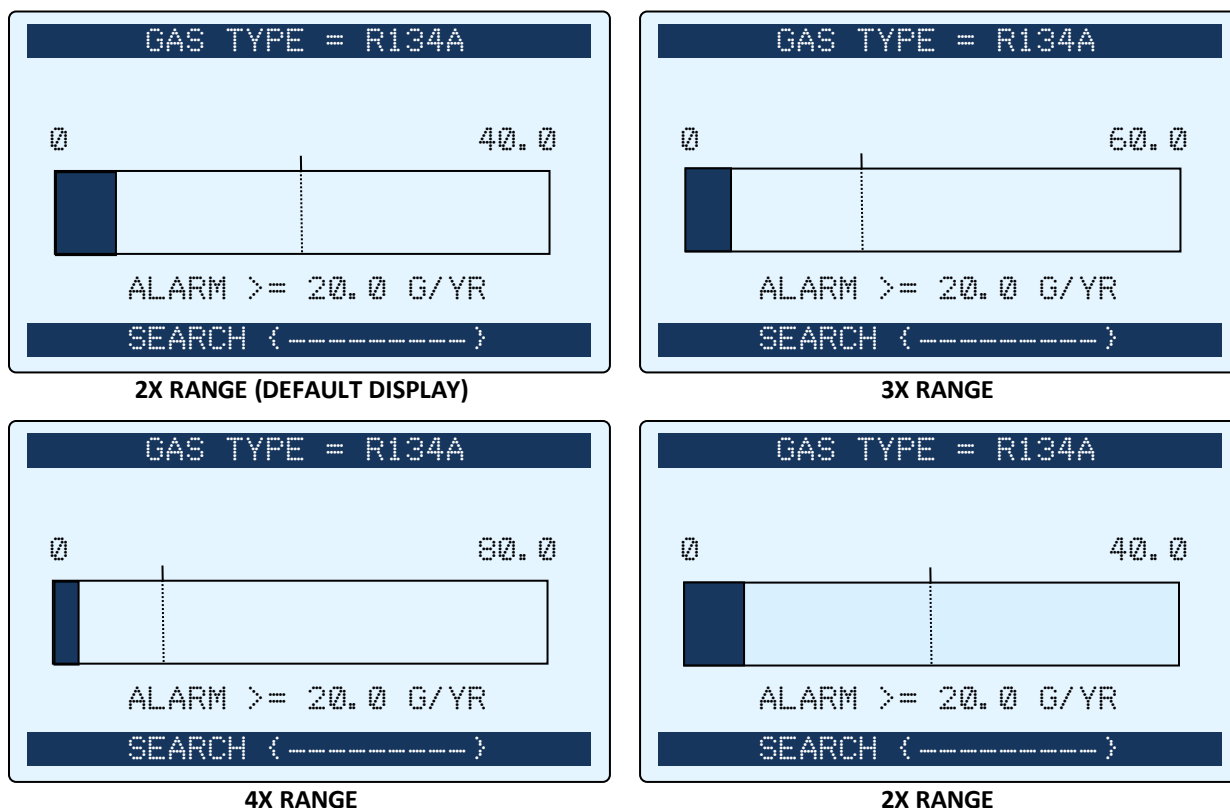 GAS TYPE = R134A
0 40.0
ALARM >= 20.0 G/YR
SEARCH (---------)
2X RANGE (DEFAULT DISPLAY)
GAS TYPE = R134A
0 60.0
ALARM >= 20.0 G/YR
SEARCH (---------)
3X RANGE
GAS TYPE = R134A
0 80.0
ALARM >= 20.0 G/YR
SEARCH (---------)
4X RANGE
GAS TYPE = R134A
0 40.0
ALARM >= 20.0 G/YR
SEARCH (---------)
2X RANGE